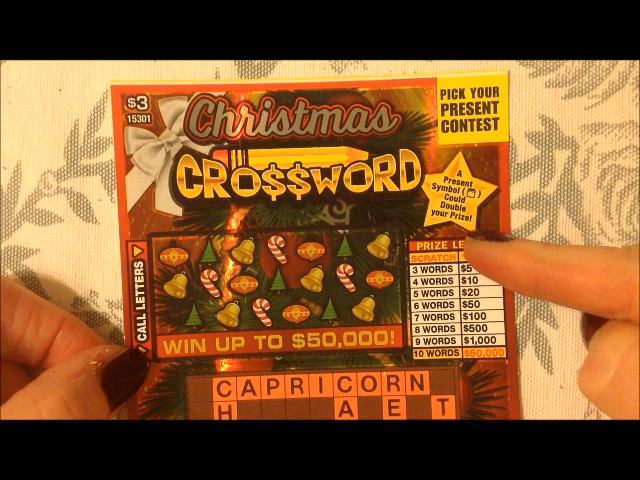 $3
15301
Christmas
CRO$$WORD
PICK YOUR
PRESENT
CONTEST
A
Present
Symbol ( )
Could
Double
your Prize!
CALL LETTERS
WIN UP TO $50,000!
PRIZE LE
SCRATCH
3 WORDS $5
4 WORDS $10
5 WORDS $20
6 WORDS $50
7 WORDS $100
8 WORDS $500
9 WORDS $1,000
10 WORDS $50,000
CAPRICORN
H A E T